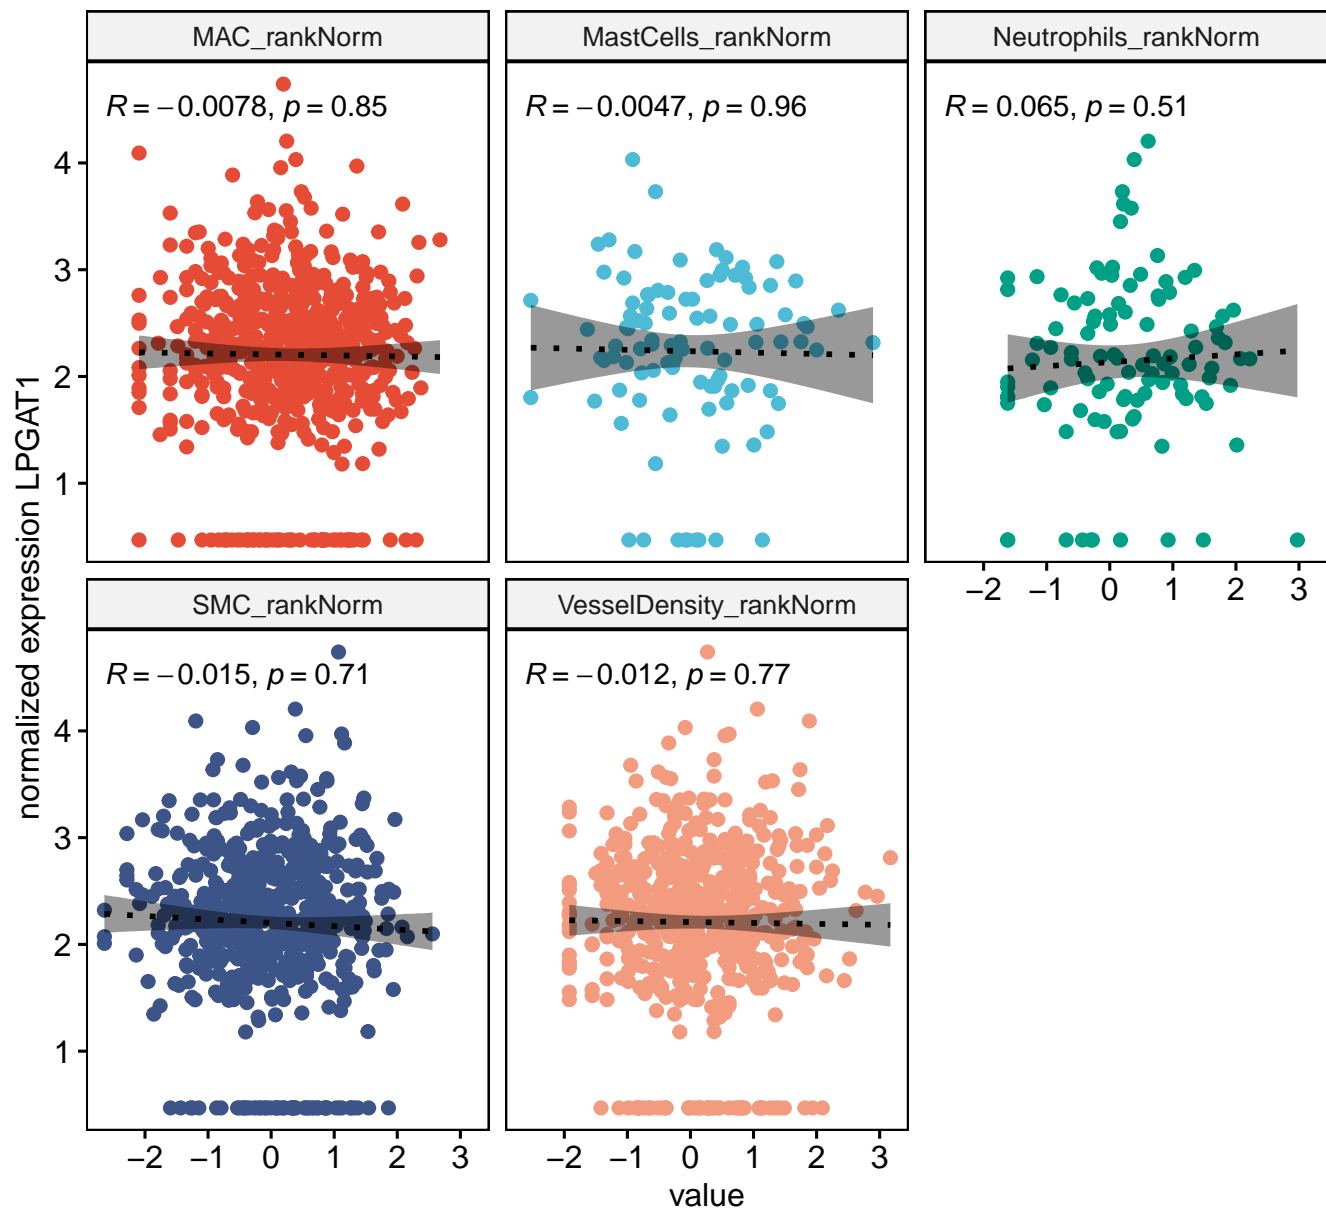 MAC_rankNorm
MastCells_rankNorm
Neutrophils_rankNorm
R = −0.0078, p = 0.85
R = −0.0047, p = 0.96
R = 0.065, p = 0.51
4
3
2
1
−2 −1 0 1 2 3
SMC_rankNorm
VesselDensity_rankNorm
R = −0.015, p = 0.71
R = −0.012, p = 0.77
4
3
2
1
−2 −1 0 1 2 3
−2 −1 0 1 2 3
value
normalized expression LPGAT1